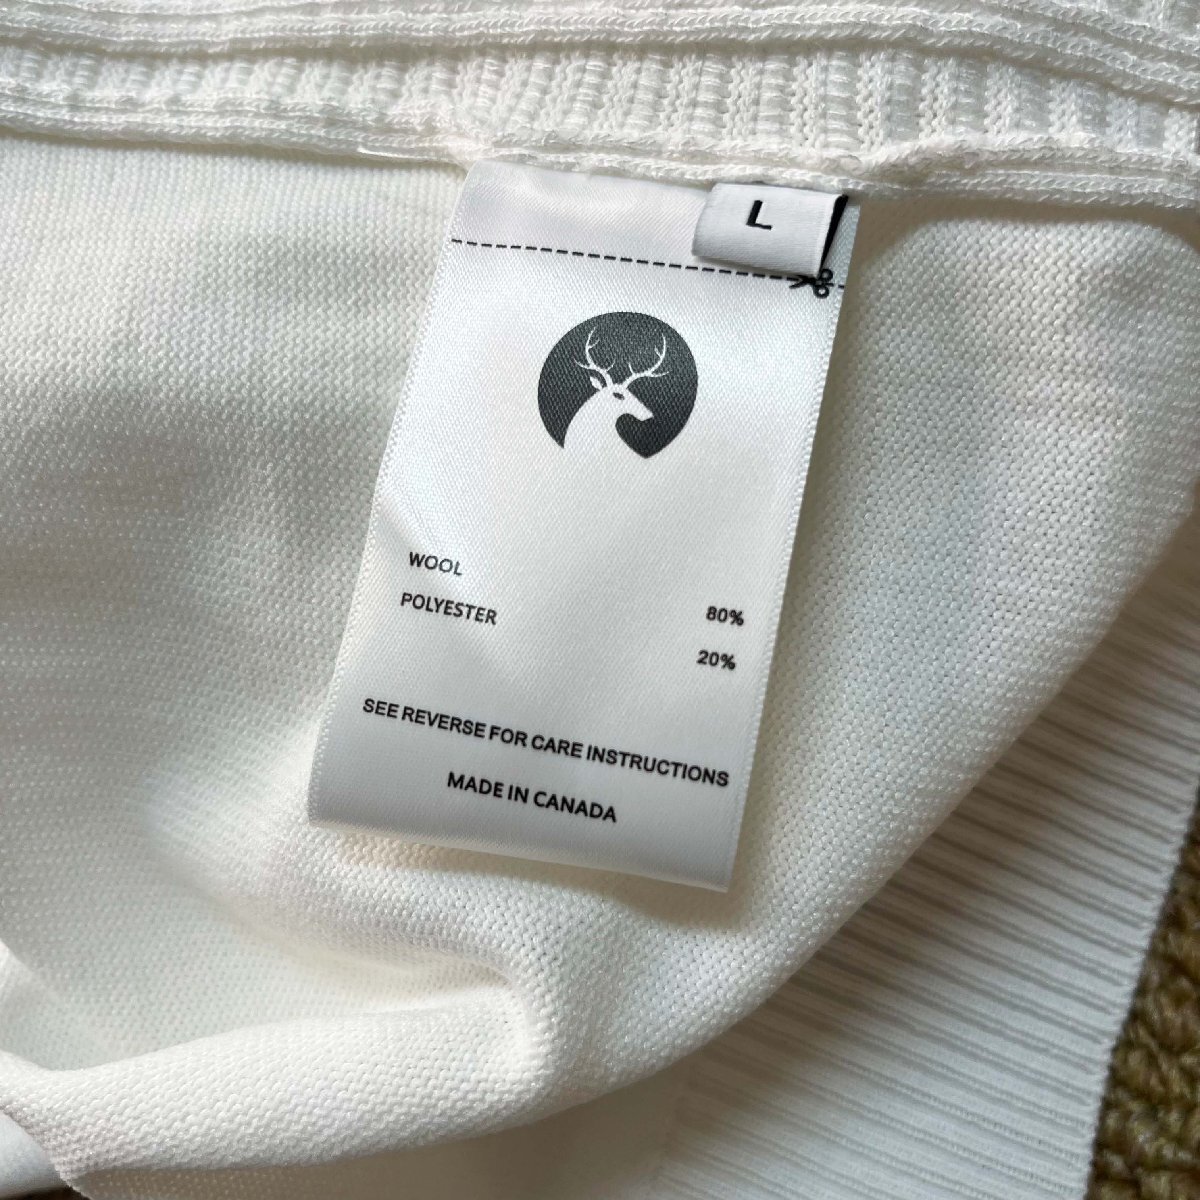 L
WOOL
80%
POLYESTER
20%
SEE REVERSE FOR CARE INSTRUCTIONS
MADE IN CANADA